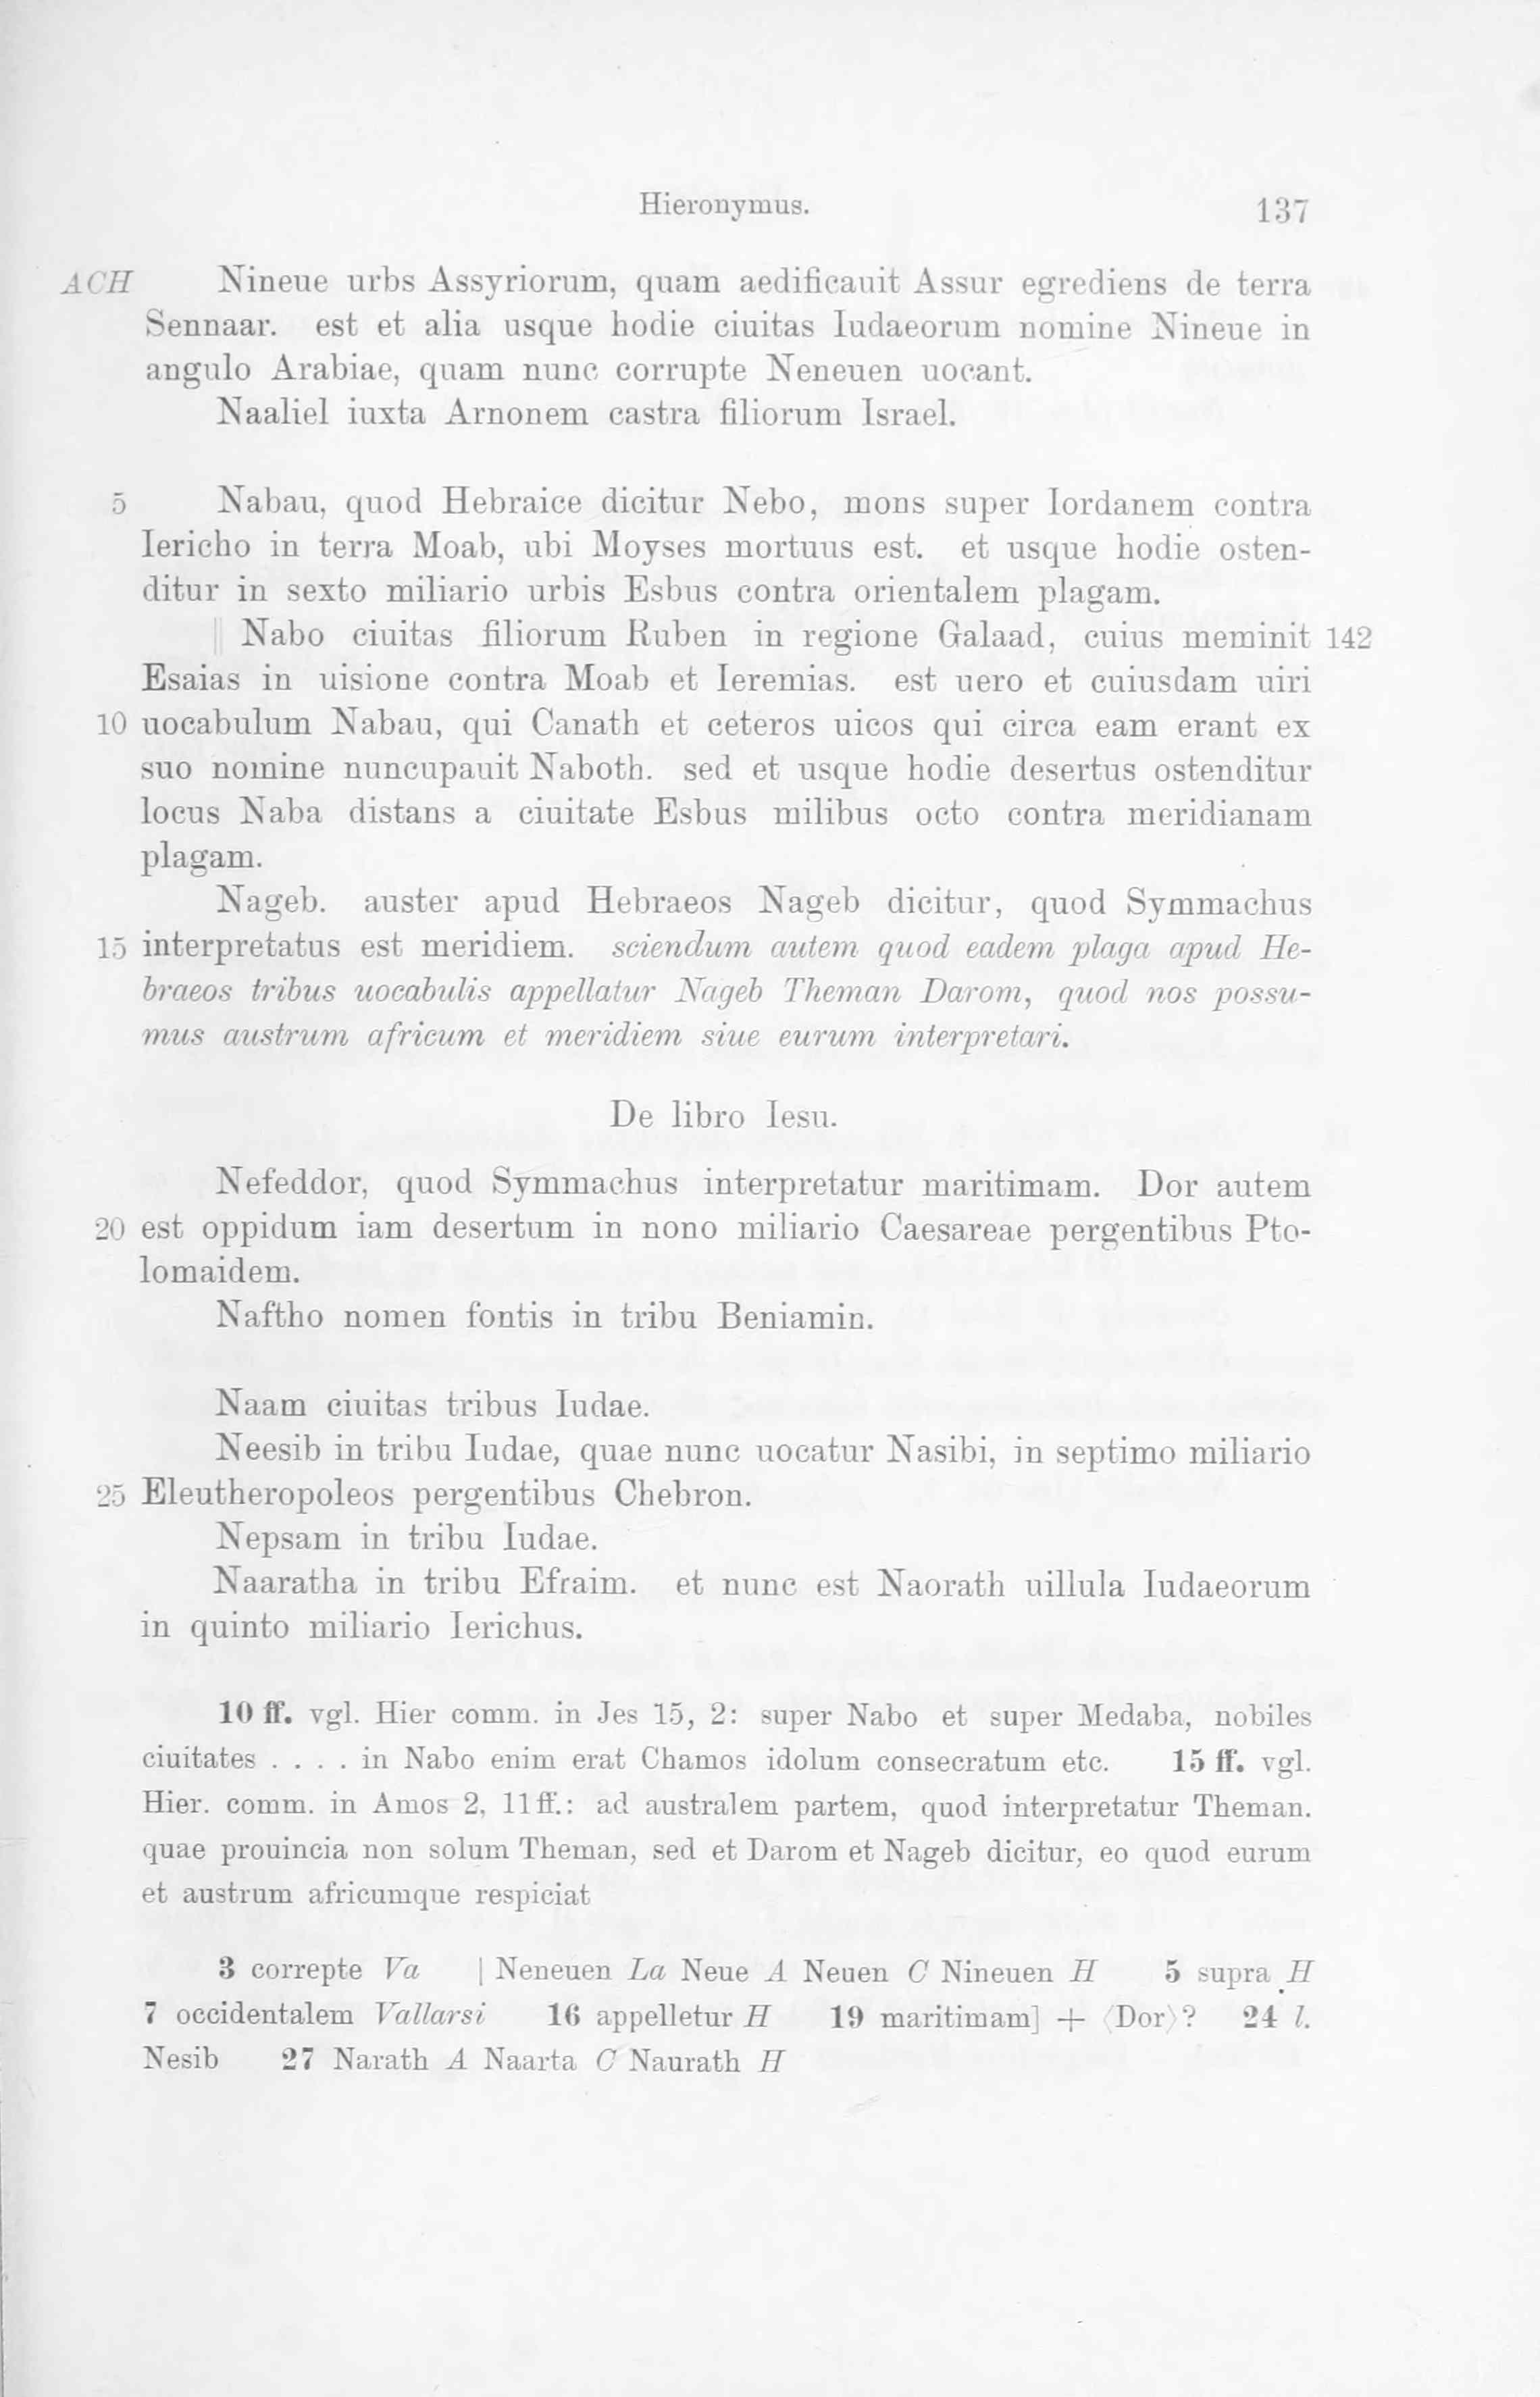 Hieronymus. 137
ACH Nineue urbs Assyriorum, quam aedificauit Assur egrediens de terra
Sennaar. est et alia usque hodie ciuitas Iudaeorum nomine Nineue in
angulo Arabiae, quam nunc corrupte Neneuen uocant.
Naaliel iuxta Arnonem castra filiorum Israel.
5 Nabau, quod Hebraice dicitur Nebo, mons super Iordanem contra
Iericho in terra Moab, ubi Moyses mortuus est. et usque hodie osten-
ditur in sexto miliario urbis Esbus contra orientalem plagam.
|| Nabo ciuitas filiorum Ruben in regione Galaad, cuius meminit 142
Esaias in uisione contra Moab et Ieremias. est uero et cuiusdam uiri
10 uocabulum Nabau, qui Canath et ceteros uicos qui circa eam erant ex
suo nomine nuncupauit Naboth. sed et usque hodie desertus ostenditur
locus Naba distans a ciuitate Esbus milibus octo contra meridianam
plagam.
Nageb. auster apud Hebraeos Nageb dicitur, quod Symmachus
15 interpretatus est meridiem. sciendum autem quod eadem plaga apud He-
braeos tribus uocabulis appellatur Nageb Theman Darom, quod nos possu-
mus austrum africum et meridiem siue eurum interpretari.
De libro Iesu.
Nefeddor, quod Symmachus interpretatur maritimam. Dor autem
20 est oppidum iam desertum in nono miliario Caesareae pergentibus Pto-
lomaidem.
Naftho nomen fontis in tribu Beniamin.
Naam ciuitas tribus Iudae.
Neesib in tribu Iudae, quae nunc uocatur Nasibi, in septimo miliario
25 Eleutheropoleos pergentibus Chebron.
Nepsam in tribu Iudae.
Naaratha in tribu Efraim. et nunc est Naorath uillula Iudaeorum
in quinto miliario Ierichus.
10 ff. vgl. Hier comm. in Jes 15, 2: super Nabo et super Medaba, nobiles
ciuitates . . . . in Nabo enim erat Chamos idolum consecratum etc. 15 ff. vgl.
Hier. comm. in Amos 2, 11 ff.: ad australem partem, quod interpretatur Theman.
quae prouincia non solum Theman, sed et Darom et Nageb dicitur, eo quod eurum
et austrum africumque respiciat
3 correpte Va | Neneuen La Neue A Neuen C Nineuen H 5 supra H
7 occidentalem Vallarsi 16 appelletur H 19 maritimam] + ⟨Dor⟩? 24 l.
Nesib 27 Narath A Naarta C Naurath H